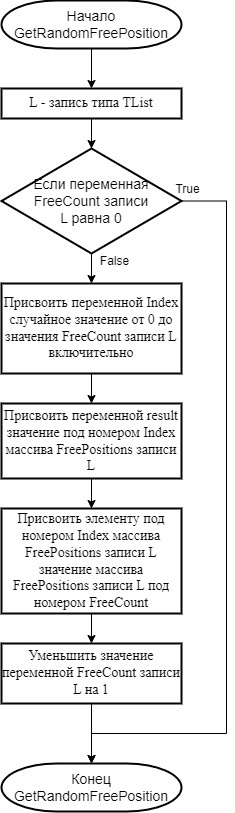 Начало
GetRandomFreePosition
L - запись типа TList
Если переменная
FreeCount записи
L равна 0
True
False
Присвоить переменной Index
случайное значение от 0 до
значения FreeCount записи L
включительно
Присвоить переменной result
значение под номером Index
массива FreePositions записи
L
Присвоить элементу под
номером Index массива
FreePositions записи L
значение массива
FreePositions записи L под
номером FreeCount
Уменьшить значение
переменной FreeCount записи
L на 1
Конец
GetRandomFreePosition